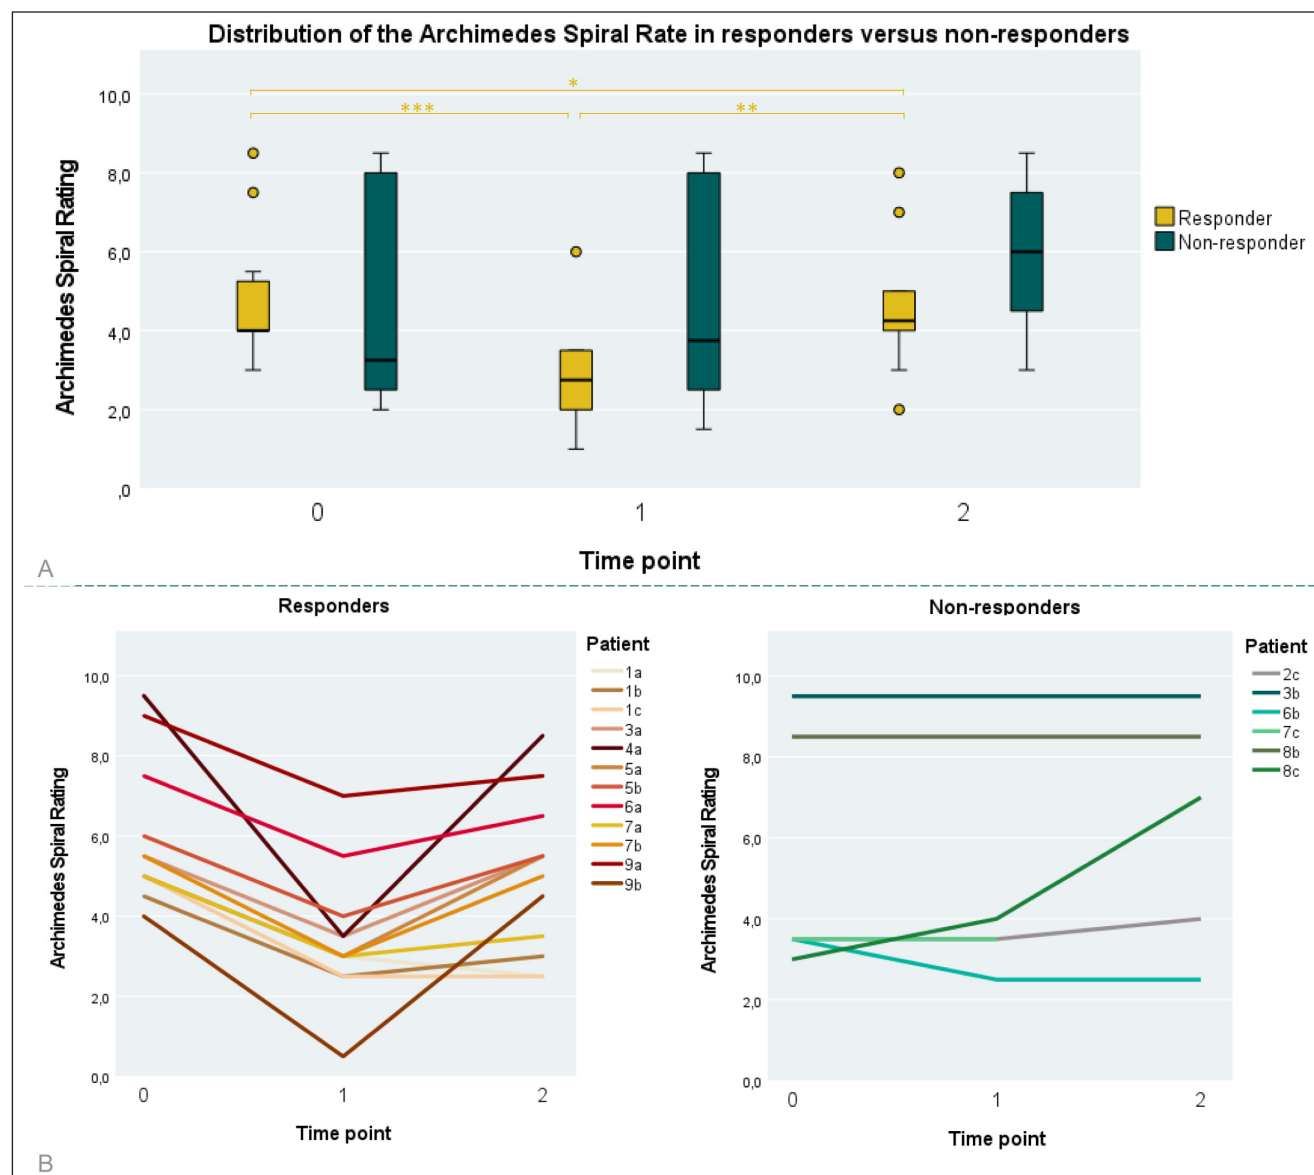 Distribution of the Archimedes Spiral Rate in responders versus non-responders
*
***
**
Archimedes Spiral Rating
10,0
8,0
6,0
4,0
2,0
,0
0
1
2
Time point
Responder
Non-responder
A
Responders
Archimedes Spiral Rating
10,0
8,0
6,0
4,0
2,0
0,0
0
1
2
Time point
Patient
1a
1b
1c
3a
4a
5a
5b
6a
7a
7b
9a
9b
Non-responders
Archimedes Spiral Rating
10,0
8,0
6,0
4,0
2,0
0,0
0
1
2
Time point
Patient
2c
3b
6b
7c
8b
8c
B